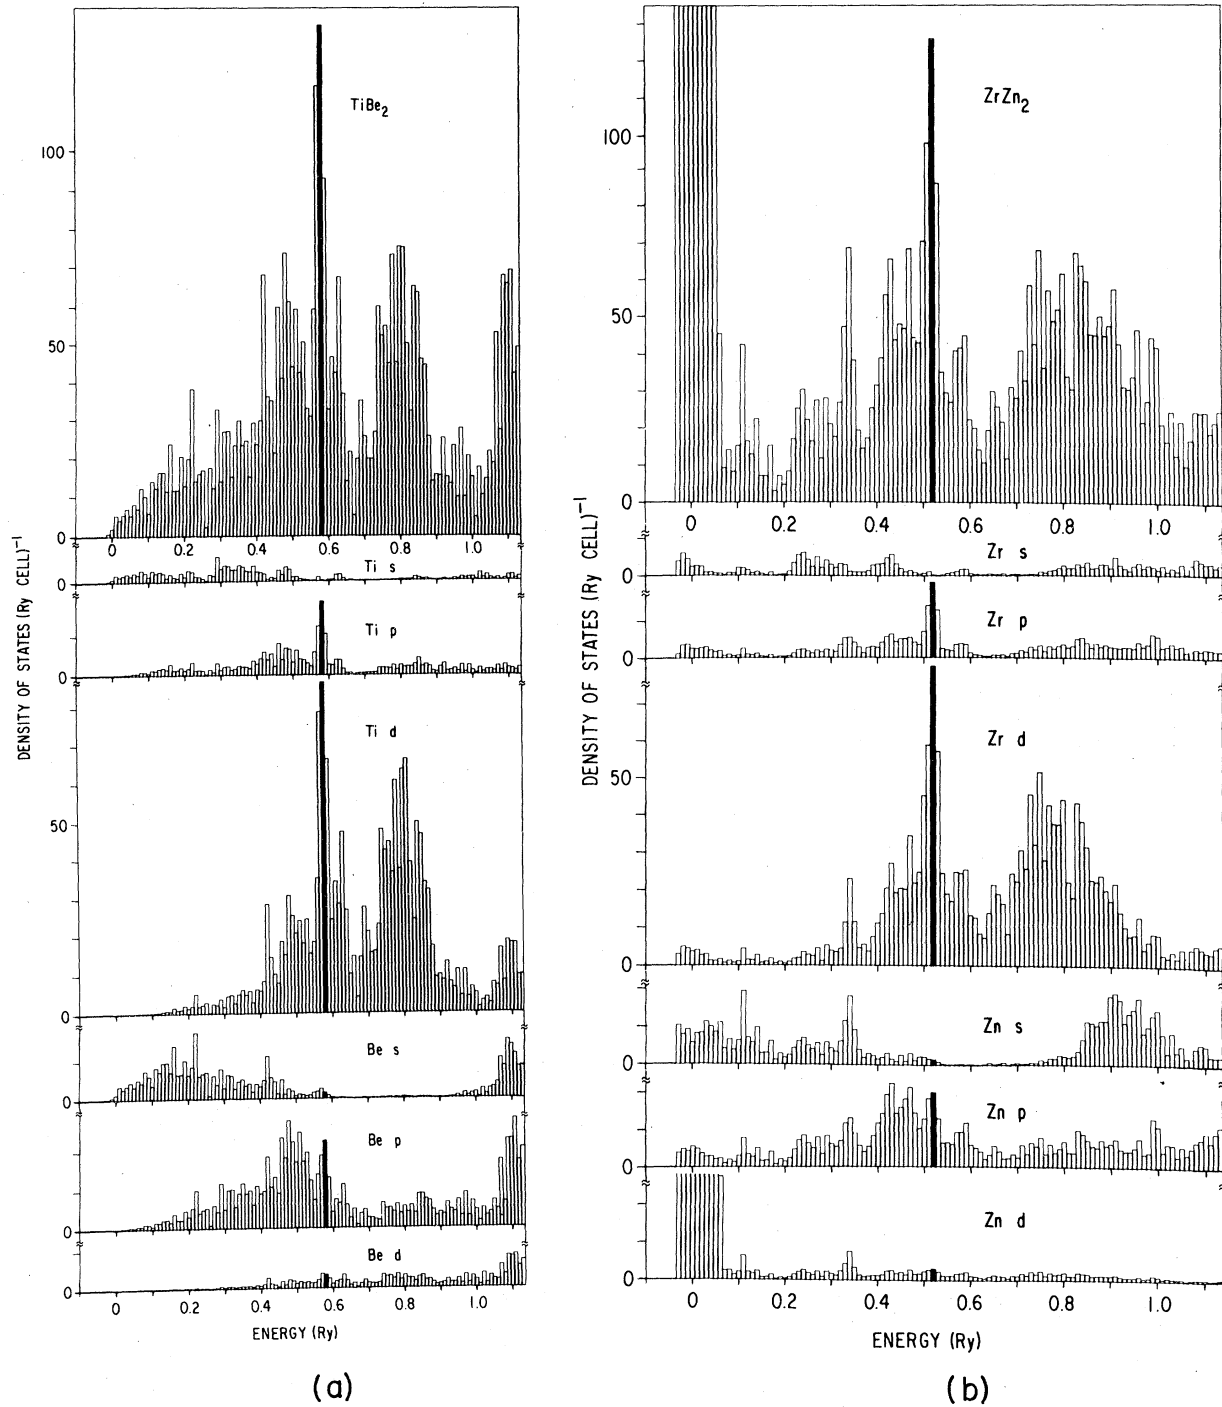 TiBe2
100
50
0
0 0.2 0.4 0.6 0.8 1.0
Ti s
0
Ti p
0
Ti d
50
0
Be s
0
Be p
0
Be d
0
0 0.2 0.4 0.6 0.8 1.0
ENERGY (Ry)
DENSITY OF STATES (Ry CELL)-1
(a)
ZrZn2
100
50
0
0 0.2 0.4 0.6 0.8 1.0
Zr s
0
Zr p
0
Zr d
50
0
Zn s
0
Zn p
0
Zn d
0
0 0.2 0.4 0.6 0.8 1.0
ENERGY (Ry)
DENSITY OF STATES (Ry CELL)-1
(b)